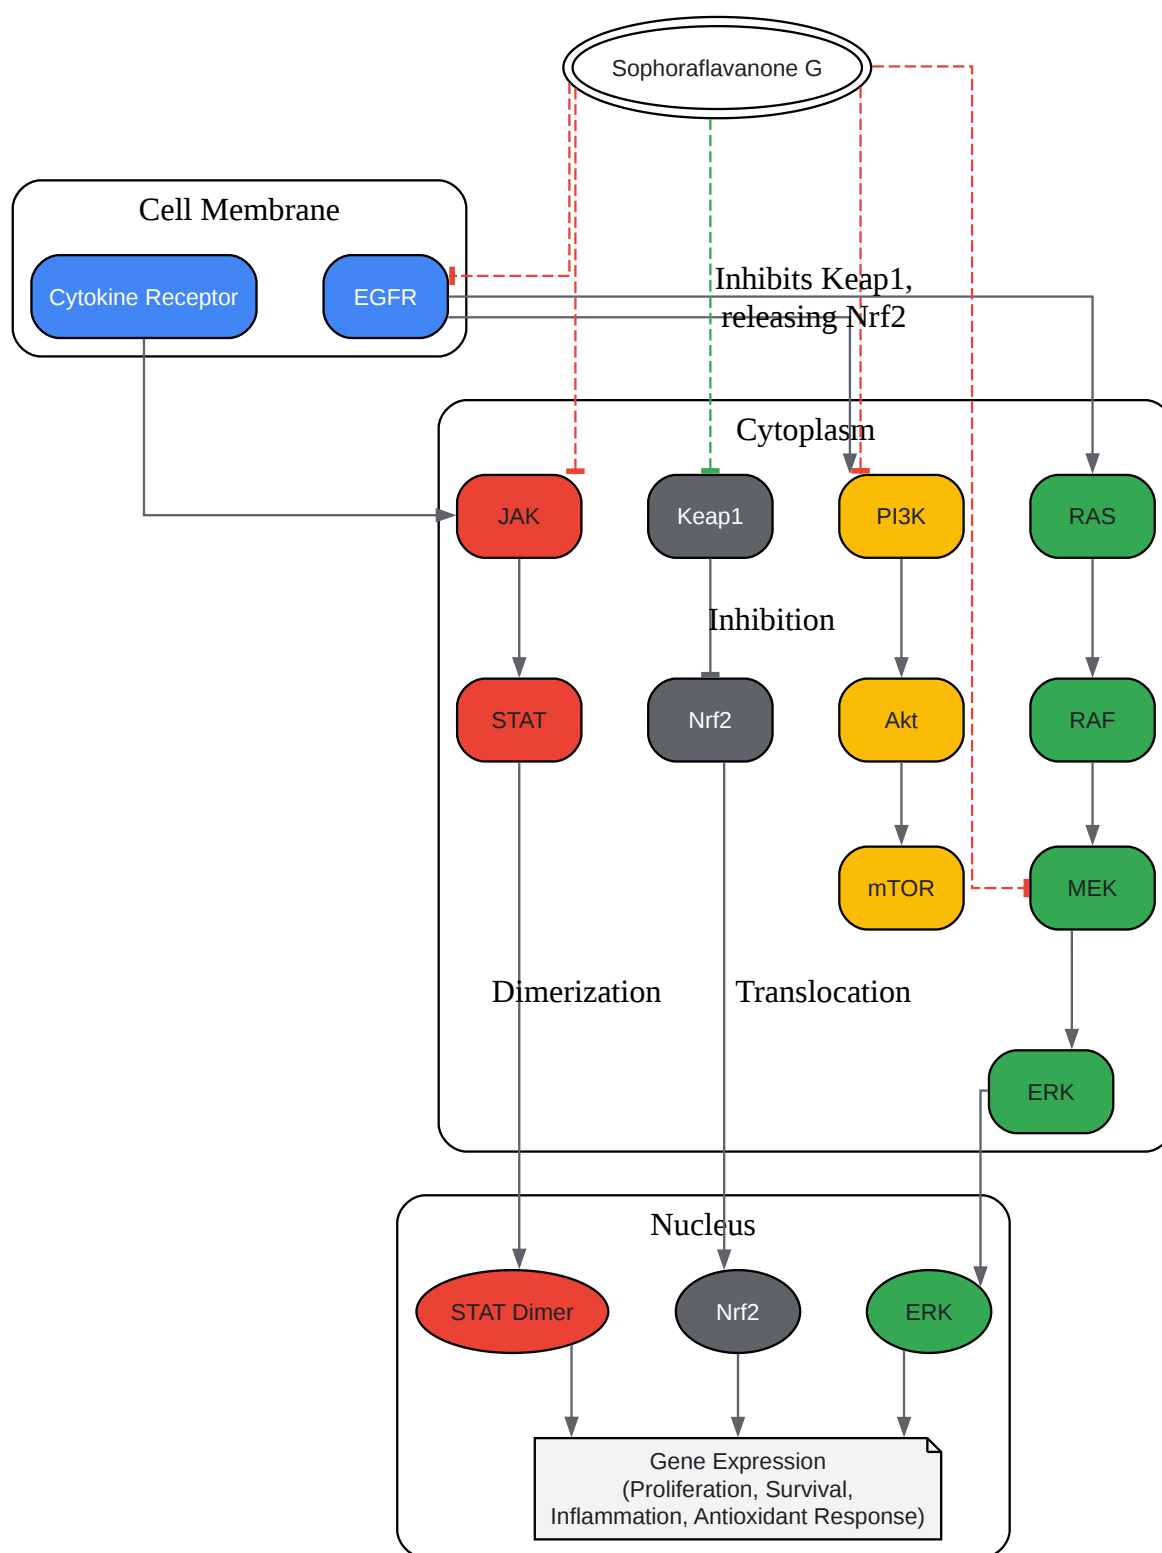 Sophoraflavanone G
Cell Membrane
Cytokine Receptor
EGFR
Inhibits Keap1,
releasing Nrf2
Cytoplasm
JAK
Keap1
PI3K
RAS
Inhibition
STAT
Nrf2
Akt
RAF
mTOR
MEK
Dimerization
Translocation
ERK
Nucleus
STAT Dimer
Nrf2
ERK
Gene Expression
(Proliferation, Survival,
Inflammation, Antioxidant Response)